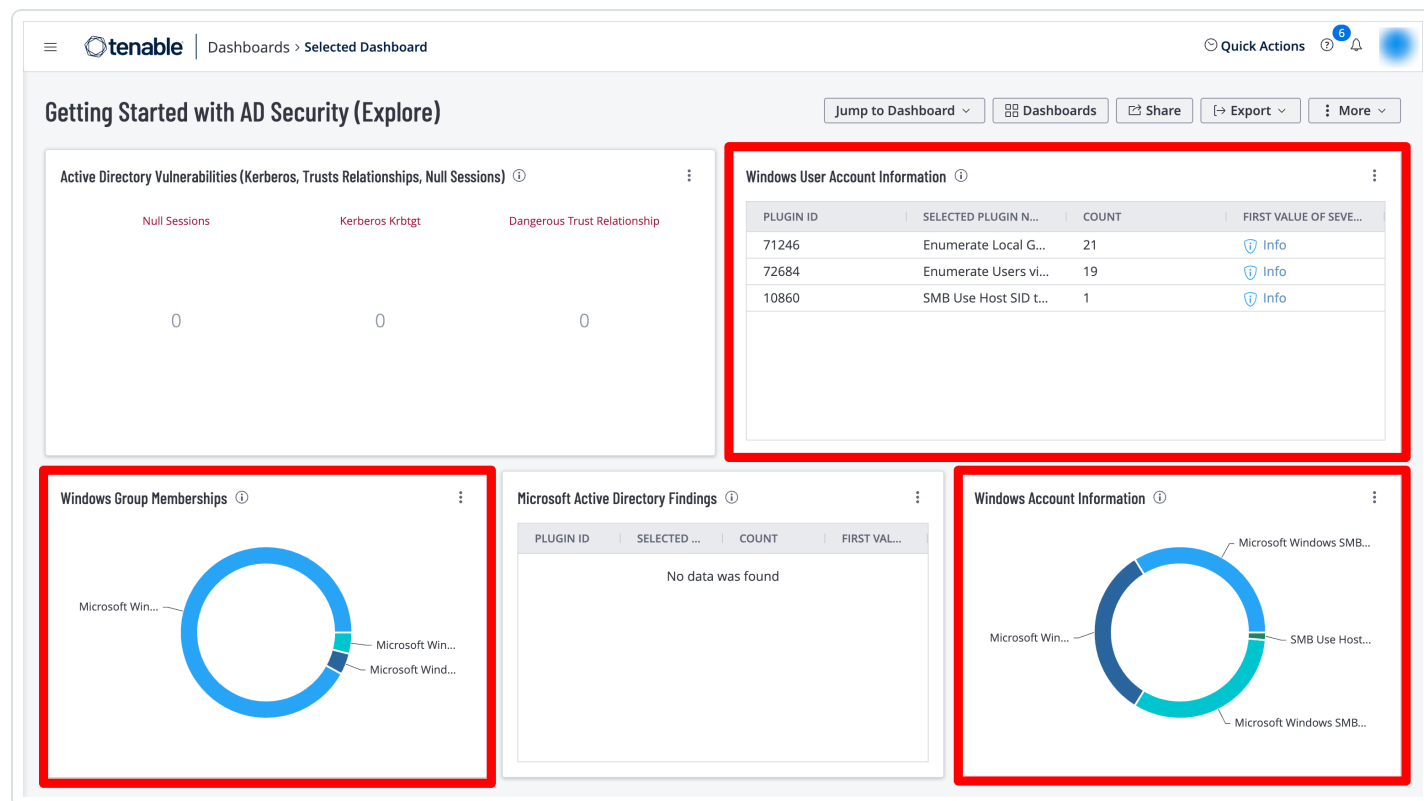 tenable Dashboards > Selected Dashboard Quick Actions 6
Getting Started with AD Security (Explore) Jump to Dashboard Dashboards Share Export More
Active Directory Vulnerabilities (Kerberos, Trusts Relationships, Null Sessions)
Null Sessions Kerberos Krbtgt Dangerous Trust Relationship
0 0 0
Windows User Account Information
PLUGIN ID SELECTED PLUGIN N... COUNT FIRST VALUE OF SEVE...
71246 Enumerate Local G... 21 Info
72684 Enumerate Users vi... 19 Info
10860 SMB Use Host SID t... 1 Info
Windows Group Memberships
Microsoft Win...
Microsoft Win...
Microsoft Wind...
Microsoft Active Directory Findings
PLUGIN ID SELECTED ... COUNT FIRST VAL...
No data was found
Windows Account Information
Microsoft Windows SMB...
Microsoft Win...
SMB Use Host...
Microsoft Windows SMB...